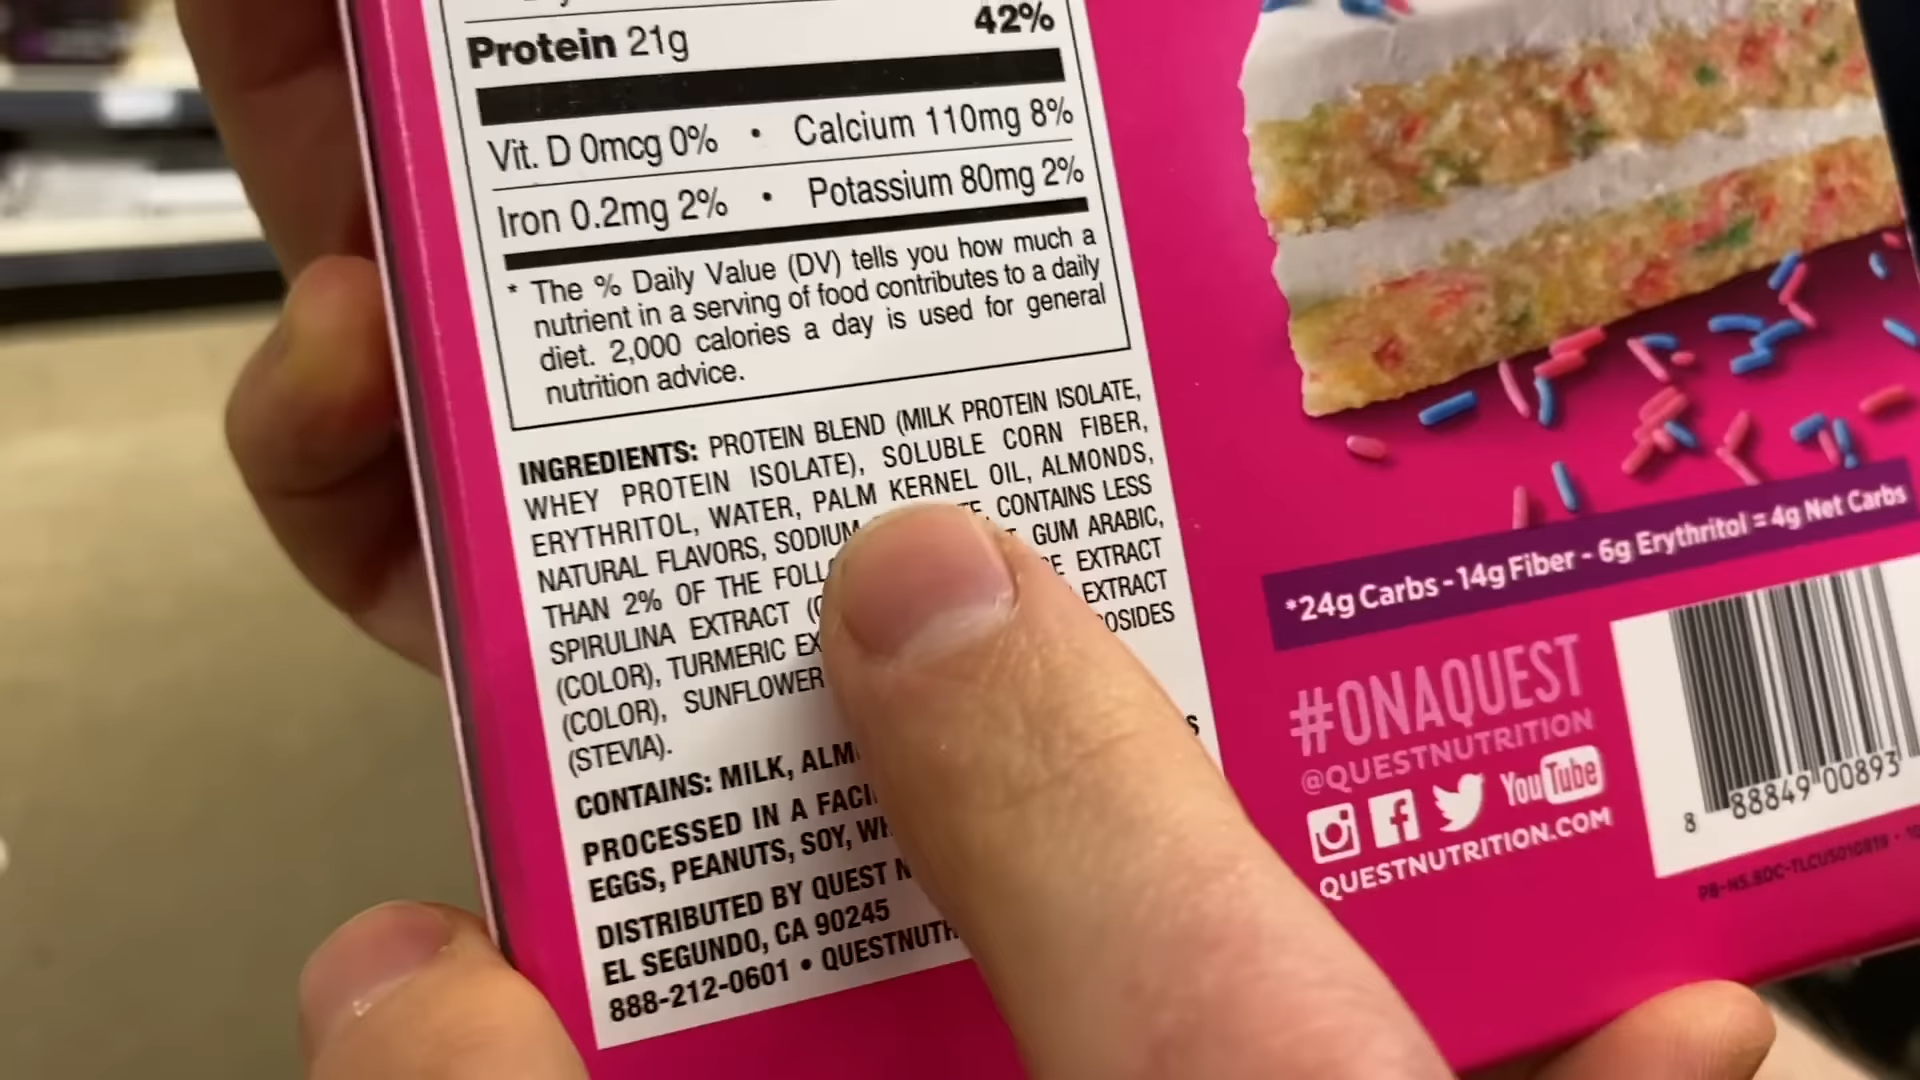 Protein 21g 42%
Vit. D 0mcg 0% • Calcium 110mg 8%
Iron 0.2mg 2% • Potassium 80mg 2%
* The % Daily Value (DV) tells you how much a
nutrient in a serving of food contributes to a daily
diet. 2,000 calories a day is used for general
nutrition advice.
INGREDIENTS: PROTEIN BLEND (MILK PROTEIN ISOLATE,
WHEY PROTEIN ISOLATE), SOLUBLE CORN FIBER,
ERYTHRITOL, WATER, PALM KERNEL OIL, ALMONDS,
NATURAL FLAVORS, SODIUM CONTAINS LESS
THAN 2% OF THE GUM ARABIC,
SPIRULINA EXTRACT EXTRACT
(COLOR), TURMERIC EXTRACT
(COLOR), SUNFLOWER
(STEVIA).
CONTAINS: MILK,
PROCESSED IN A
EGGS, PEANUTS, SOY,
DISTRIBUTED BY QUEST
EL SEGUNDO, CA 90245
888-212-0601 •
*24g Carbs - 14g Fiber - 6g Erythritol = 4g Net Carbs
#ONAQUEST
@QUESTNUTRITION
YouTube
QUESTNUTRITION.COM
8 88849 00893